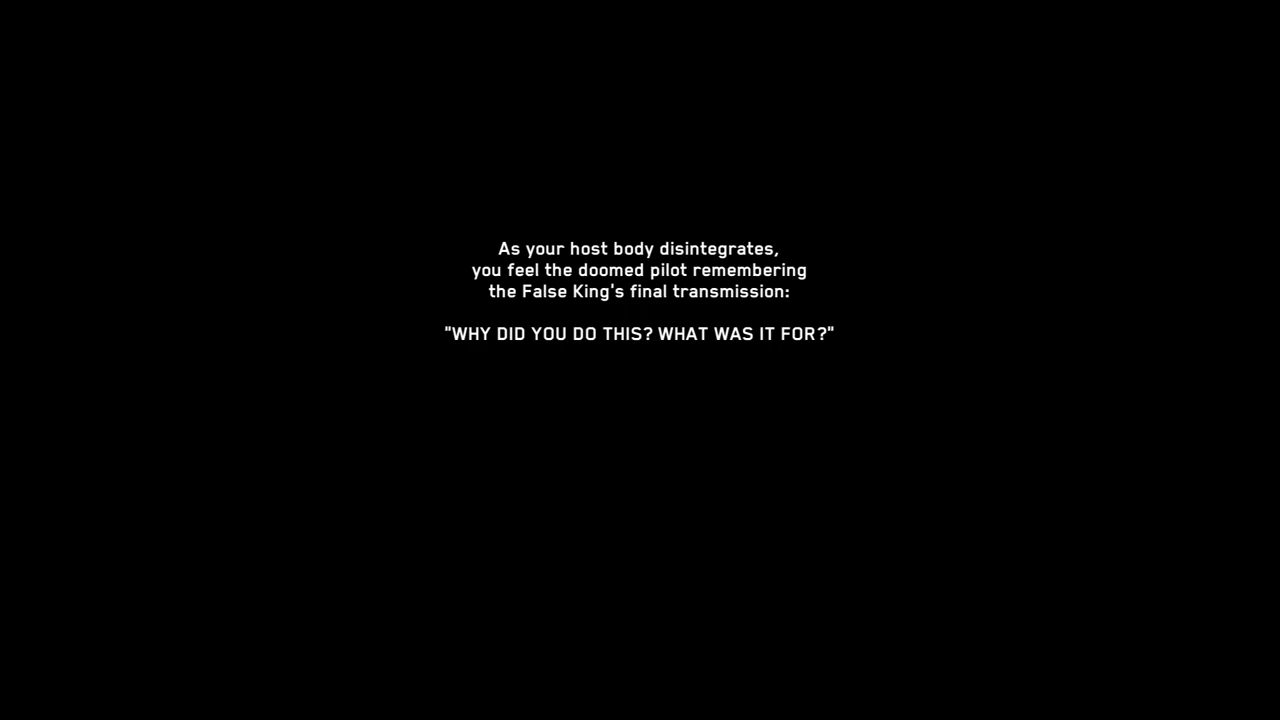 As your host body disintegrates,
you feel the doomed pilot remembering
the False King's final transmission:
"WHY DID YOU DO THIS? WHAT WAS IT FOR?"